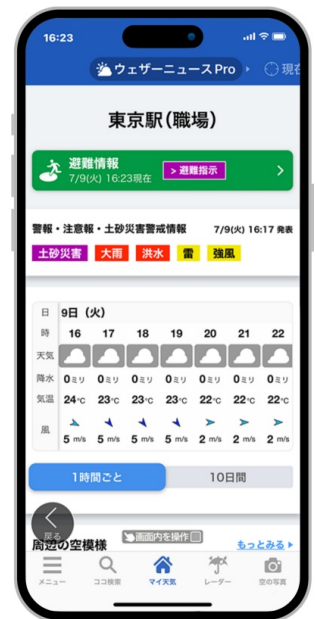 16:23
ウェザーニュース Pro 現在
東京駅(職場)
避難情報
7/9(火) 16:23現在
>避難指示
警報・注意報・土砂災害警戒情報 7/9(火) 16:17 発表
土砂災害 大雨 洪水 雷 強風
日 9日 (火)
時 16 17 18 19 20 21 22
天気
降水 0ミリ 0ミリ 0ミリ 0ミリ 0ミリ 0ミリ 0ミリ
気温 24℃ 23℃ 23℃ 23℃ 22℃ 22℃ 22℃
風 5 m/s 5 m/s 5 m/s 5 m/s 2 m/s 2 m/s 2 m/s
1時間ごと 10日間
戻る
画面内を操作
周辺の空模様 もっとみる
メニュー ココ検索 マイ天気 レーダー 空の写真